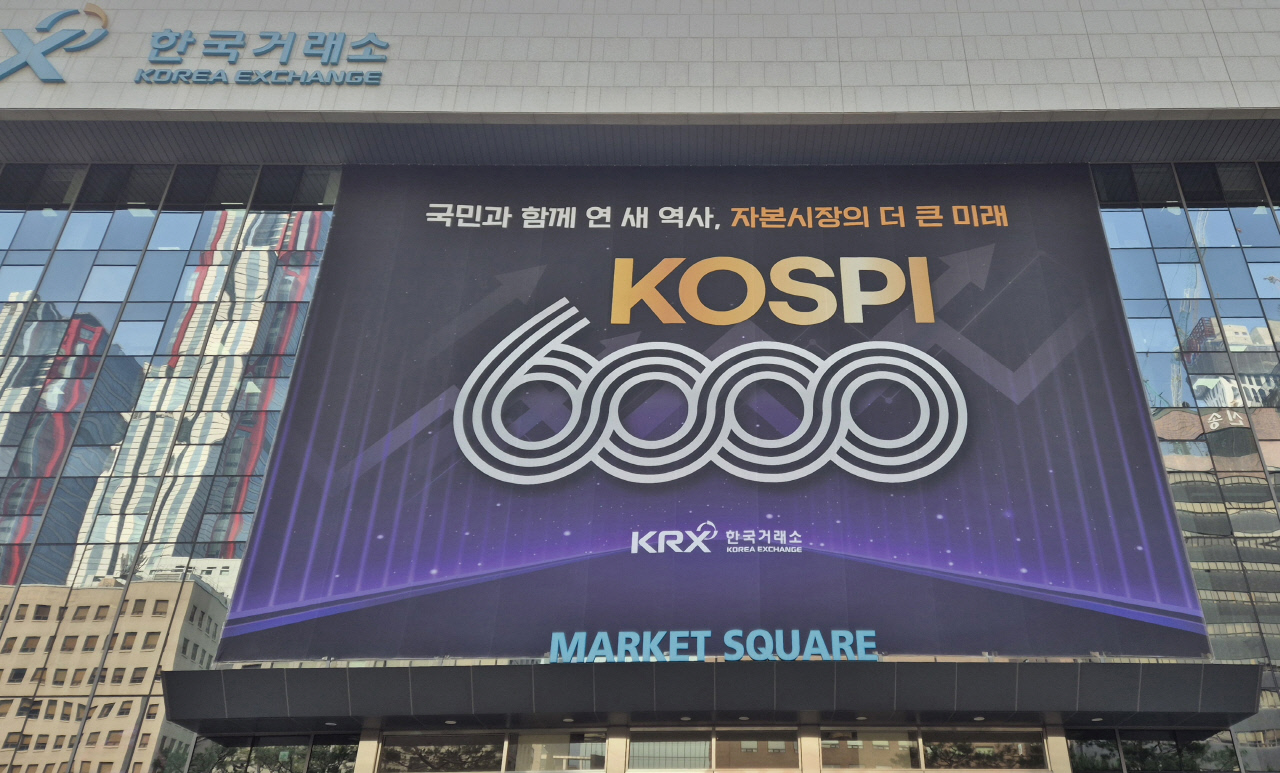 한국거래소
KOREA EXCHANGE
국민과 함께 연 새 역사, 자본시장의 더 큰 미래
KOSPI
6000
KRX 한국거래소
KOREA EXCHANGE
MARKET SQUARE